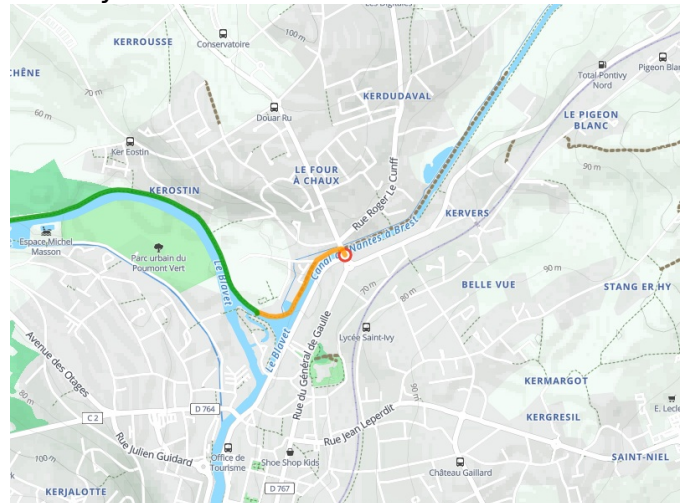 KERROUSSE
Conservatoire
100 m
CHÊNE
70 m
KERDUDAVAL
Total Pontivy
Nord
Pigeon Blan
60 m
Douar Ru
LE PIGEON
BLANC
Ker Eostin
LE FOUR
À CHAUX
90 m
KEROSTIN
Rue Roger Le Cunff
KERVERS
Espace Michel
Masson
Parc urbain du
Poumont Vert
Le Blavet
Canal de Nantes à Brest
90 m
BELLE VUE
STANG ER HY
70 m
80 m
Le Blavet
Rue du Général de Gaulle
Lycée Saint-Ivy
Avenue des Otages
80 m
90 m
KERMARGOT
C 2
D 764
KERGRESIL
E. Lecle
Rue Julien Guidard
Rue Jean Leperdit
Office de
Tourisme
Shoe Shop Kids
SAINT-NIEL
100 m
Château Gaillard
KERJALOTTE
D 767